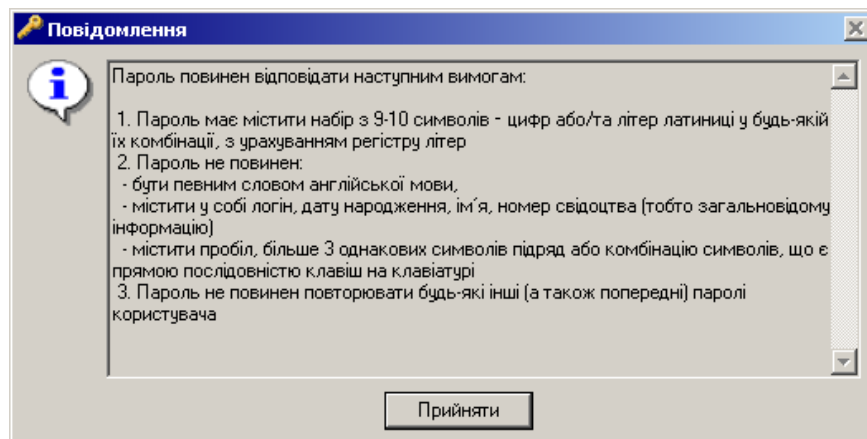 Повідомлення
Пароль повинен відповідати наступним вимогам:
1. Пароль має містити набір з 9-10 символів - цифр або/та літер латиниці у будь-якій
їх комбінації, з урахуванням регістру літер
2. Пароль не повинен:
- бути певним словом англійської мови,
- містити у собі логін, дату народження, ім´я, номер свідоцтва (тобто загальновідому
інформацію)
- містити пробіл, більше 3 однакових символів підряд або комбінацію символів, що є
прямою послідовністю клавіш на клавіатурі
3. Пароль не повинен повторювати будь-які інші (а також попередні) паролі
користувача
Прийняти